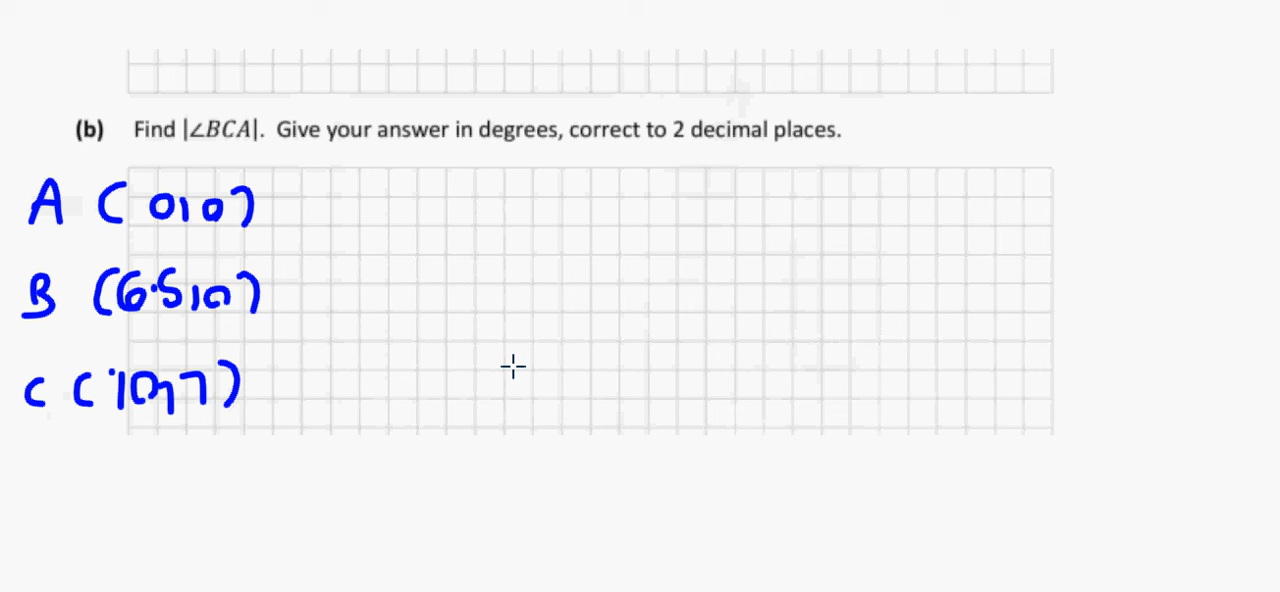 (b) Find |∠BCA|. Give your answer in degrees, correct to 2 decimal places.
A (0,0)
B (6.5,0)
C (10,7)